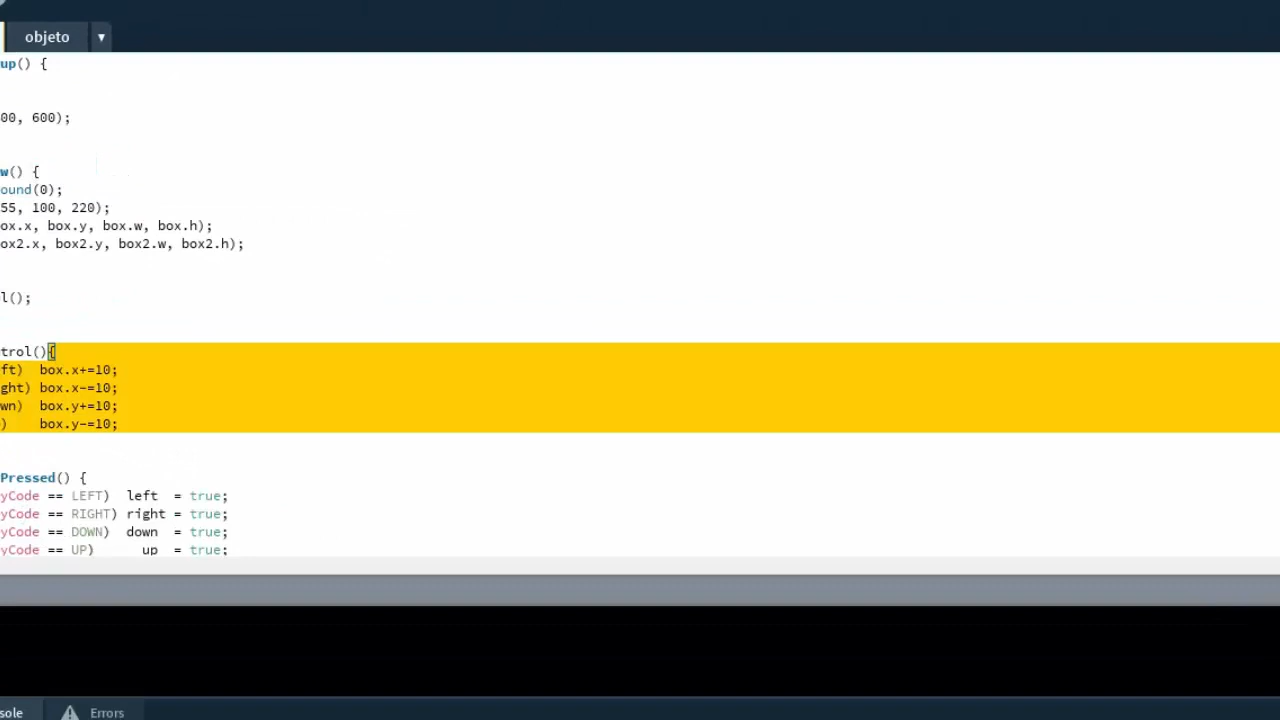 objeto ▼
up() {
00, 600);
w() {
ound(0);
55, 100, 220);
ox.x, box.y, box.w, box.h);
ox2.x, box2.y, box2.w, box2.h);
l();
trol(){
ft)  box.x+=10;
ght) box.x-=10;
wn)  box.y+=10;
)    box.y-=10;
Pressed() {
yCode == LEFT)  left  = true;
yCode == RIGHT) right = true;
yCode == DOWN)  down  = true;
yCode == UP)      up  = true;
sole
Errors